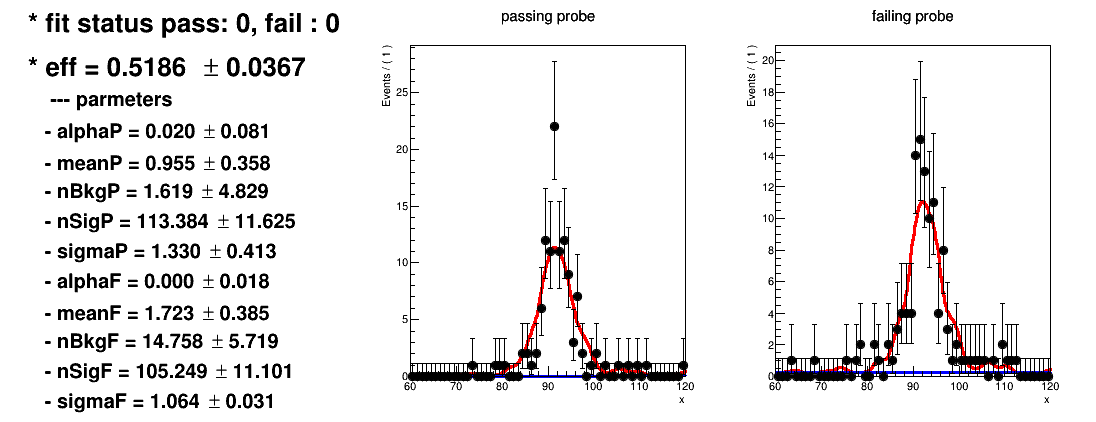 * fit status pass: 0, fail : 0
* eff = 0.5186 ± 0.0367
--- parmeters
- alphaP = 0.020 ± 0.081
- meanP = 0.955 ± 0.358
- nBkgP = 1.619 ± 4.829
- nSigP = 113.384 ± 11.625
- sigmaP = 1.330 ± 0.413
- alphaF = 0.000 ± 0.018
- meanF = 1.723 ± 0.385
- nBkgF = 14.758 ± 5.719
- nSigF = 105.249 ± 11.101
- sigmaF = 1.064 ± 0.031
passing probe
Events / ( 1 )
25
20
15
10
5
0
60 70 80 90 100 110 120
x
failing probe
Events / ( 1 )
20
18
16
14
12
10
8
6
4
2
0
60 70 80 90 100 110 120
x